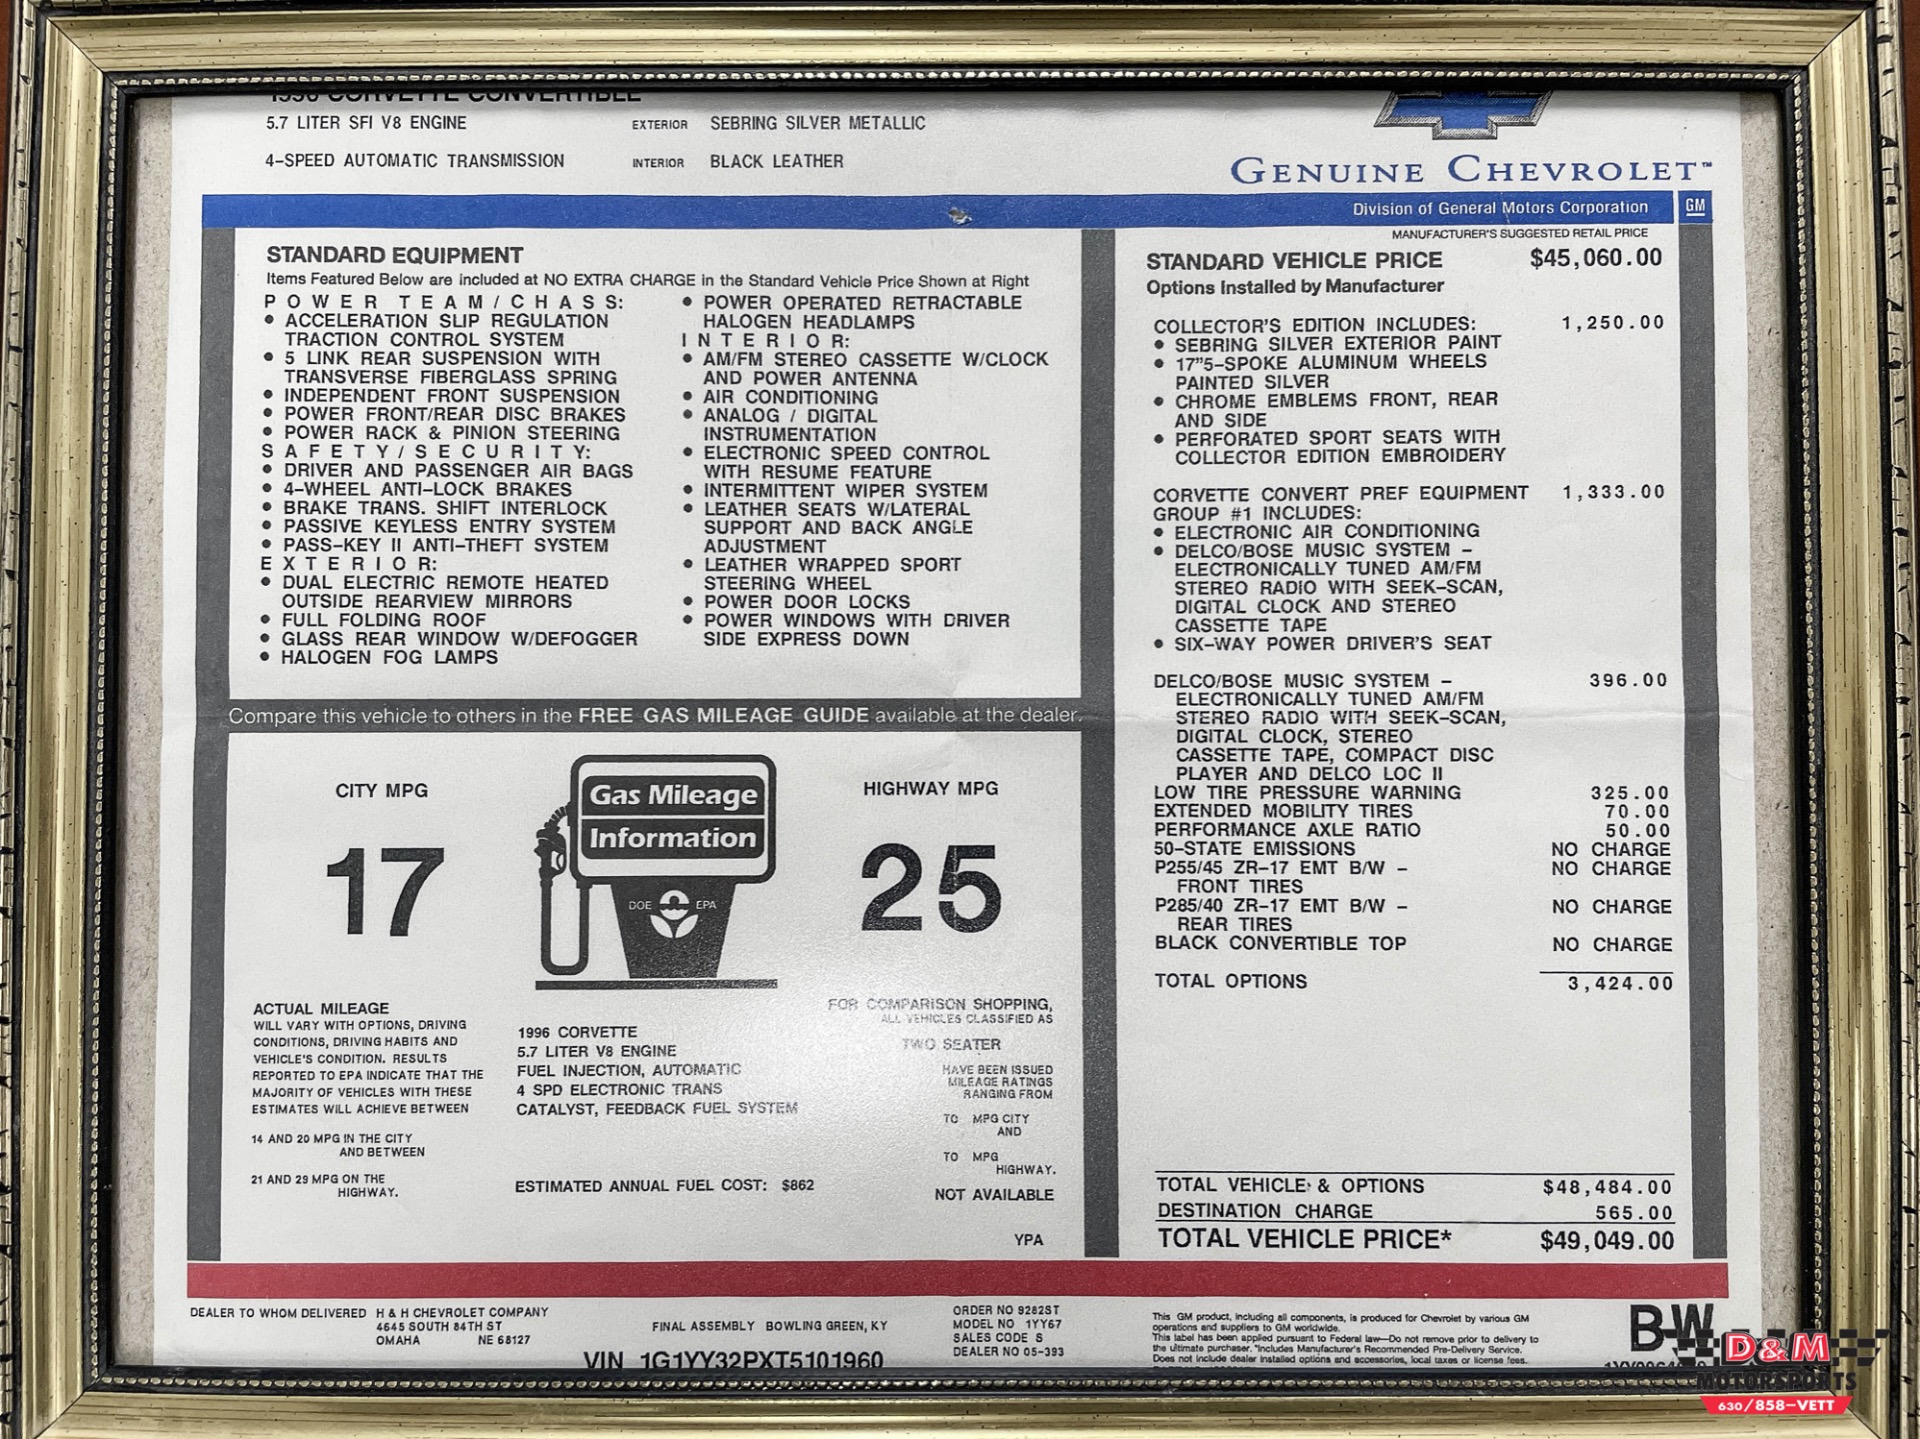 1996 CORVETTE CONVERTIBLE
5.7 LITER SFI V8 ENGINE
EXTERIOR SEBRING SILVER METALLIC
4-SPEED AUTOMATIC TRANSMISSION
INTERIOR BLACK LEATHER
GENUINE CHEVROLET™
Division of General Motors Corporation
GM
STANDARD EQUIPMENT
Items Featured Below are included at NO EXTRA CHARGE in the Standard Vehicle Price Shown at Right
POWER TEAM/CHASS:
• ACCELERATION SLIP REGULATION
TRACTION CONTROL SYSTEM
• 5 LINK REAR SUSPENSION WITH
TRANSVERSE FIBERGLASS SPRING
• INDEPENDENT FRONT SUSPENSION
• POWER FRONT/REAR DISC BRAKES
• POWER RACK & PINION STEERING
SAFETY/SECURITY:
• DRIVER AND PASSENGER AIR BAGS
• 4-WHEEL ANTI-LOCK BRAKES
• BRAKE TRANS. SHIFT INTERLOCK
• PASSIVE KEYLESS ENTRY SYSTEM
• PASS-KEY II ANTI-THEFT SYSTEM
EXTERIOR:
• DUAL ELECTRIC REMOTE HEATED
OUTSIDE REARVIEW MIRRORS
• FULL FOLDING ROOF
• GLASS REAR WINDOW W/DEFOGGER
• HALOGEN FOG LAMPS
• POWER OPERATED RETRACTABLE
HALOGEN HEADLAMPS
INTERIOR:
• AM/FM STEREO CASSETTE W/CLOCK
AND POWER ANTENNA
• AIR CONDITIONING
• ANALOG / DIGITAL
INSTRUMENTATION
• ELECTRONIC SPEED CONTROL
WITH RESUME FEATURE
• INTERMITTENT WIPER SYSTEM
• LEATHER SEATS W/LATERAL
SUPPORT AND BACK ANGLE
ADJUSTMENT
• LEATHER WRAPPED SPORT
STEERING WHEEL
• POWER DOOR LOCKS
• POWER WINDOWS WITH DRIVER
SIDE EXPRESS DOWN
Compare this vehicle to others in the FREE GAS MILEAGE GUIDE available at the dealer.
CITY MPG
17
Gas Mileage
Information
DOE EPA
HIGHWAY MPG
25
ACTUAL MILEAGE
WILL VARY WITH OPTIONS, DRIVING
CONDITIONS, DRIVING HABITS AND
VEHICLE'S CONDITION. RESULTS
REPORTED TO EPA INDICATE THAT THE
MAJORITY OF VEHICLES WITH THESE
ESTIMATES WILL ACHIEVE BETWEEN
14 AND 20 MPG IN THE CITY
AND BETWEEN
21 AND 29 MPG ON THE
HIGHWAY.
1996 CORVETTE
5.7 LITER V8 ENGINE
FUEL INJECTION, AUTOMATIC
4 SPD ELECTRONIC TRANS
CATALYST, FEEDBACK FUEL SYSTEM
ESTIMATED ANNUAL FUEL COST: $862
FOR COMPARISON SHOPPING,
ALL VEHICLES CLASSIFIED AS
TWO SEATER
HAVE BEEN ISSUED
MILEAGE RATINGS
RANGING FROM
TO MPG CITY
AND
TO MPG
HIGHWAY.
NOT AVAILABLE
YPA
MANUFACTURER'S SUGGESTED RETAIL PRICE
STANDARD VEHICLE PRICE $45,060.00
Options Installed by Manufacturer
COLLECTOR'S EDITION INCLUDES: 1,250.00
• SEBRING SILVER EXTERIOR PAINT
• 17"5-SPOKE ALUMINUM WHEELS
PAINTED SILVER
• CHROME EMBLEMS FRONT, REAR
AND SIDE
• PERFORATED SPORT SEATS WITH
COLLECTOR EDITION EMBROIDERY
CORVETTE CONVERT PREF EQUIPMENT 1,333.00
GROUP #1 INCLUDES:
• ELECTRONIC AIR CONDITIONING
• DELCO/BOSE MUSIC SYSTEM -
ELECTRONICALLY TUNED AM/FM
STEREO RADIO WITH SEEK-SCAN,
DIGITAL CLOCK AND STEREO
CASSETTE TAPE
• SIX-WAY POWER DRIVER'S SEAT
DELCO/BOSE MUSIC SYSTEM - 396.00
ELECTRONICALLY TUNED AM/FM
STEREO RADIO WITH SEEK-SCAN,
DIGITAL CLOCK, STEREO
CASSETTE TAPE, COMPACT DISC
PLAYER AND DELCO LOC II
LOW TIRE PRESSURE WARNING 325.00
EXTENDED MOBILITY TIRES 70.00
PERFORMANCE AXLE RATIO 50.00
50-STATE EMISSIONS NO CHARGE
P255/45 ZR-17 EMT B/W - NO CHARGE
FRONT TIRES
P285/40 ZR-17 EMT B/W - NO CHARGE
REAR TIRES
BLACK CONVERTIBLE TOP NO CHARGE
TOTAL OPTIONS 3,424.00
TOTAL VEHICLE & OPTIONS $48,484.00
DESTINATION CHARGE 565.00
TOTAL VEHICLE PRICE* $49,049.00
DEALER TO WHOM DELIVERED H & H CHEVROLET COMPANY
4645 SOUTH 84TH ST
OMAHA NE 68127
FINAL ASSEMBLY BOWLING GREEN, KY
VIN 1G1YY32PXT5101960
ORDER NO 9282ST
MODEL NO 1YY67
SALES CODE S
DEALER NO 05-393
This GM product, including all components, is produced for Chevrolet by various GM
operations and suppliers to GM worldwide.
This label has been applied pursuant to Federal law—Do not remove prior to delivery to
the ultimate purchaser. *Includes Manufacturer's Recommended Pre-Delivery Service.
Does not include dealer installed options and accessories, local taxes or license fees.
BW
D&M
MOTORSPORTS
630/858-VETT